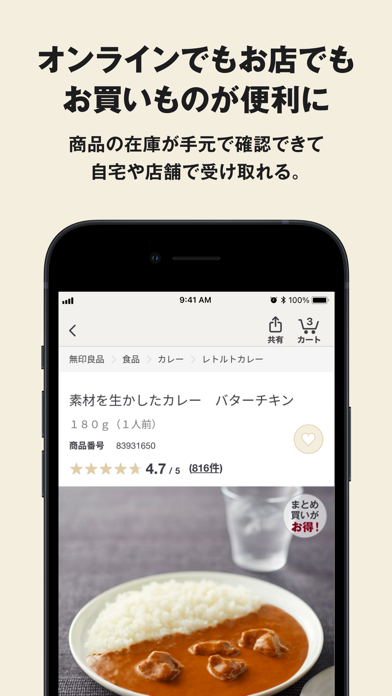 オンラインでもお店でも
お買いものが便利に
商品の在庫が手元で確認できて
自宅や店舗で受け取れる。
9:41 AM 100%
3
共有 カート
無印良品 > 食品 > カレー > レトルトカレー
素材を生かしたカレー　バターチキン
１８０ｇ（１人前）
商品番号 83931650
4.7 / 5 (816件)
まとめ
買いが
お得！